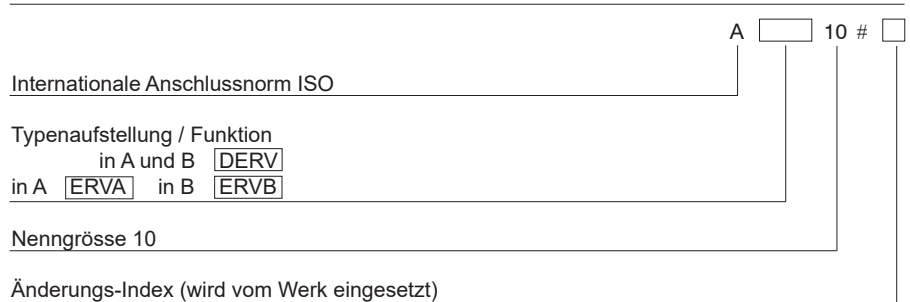 A 10 #
Internationale Anschlussnorm ISO
Typenaufstellung / Funktion
in A und B DERV
in A ERVA in B ERVB
Nenngrösse 10
Änderungs-Index (wird vom Werk eingesetzt)